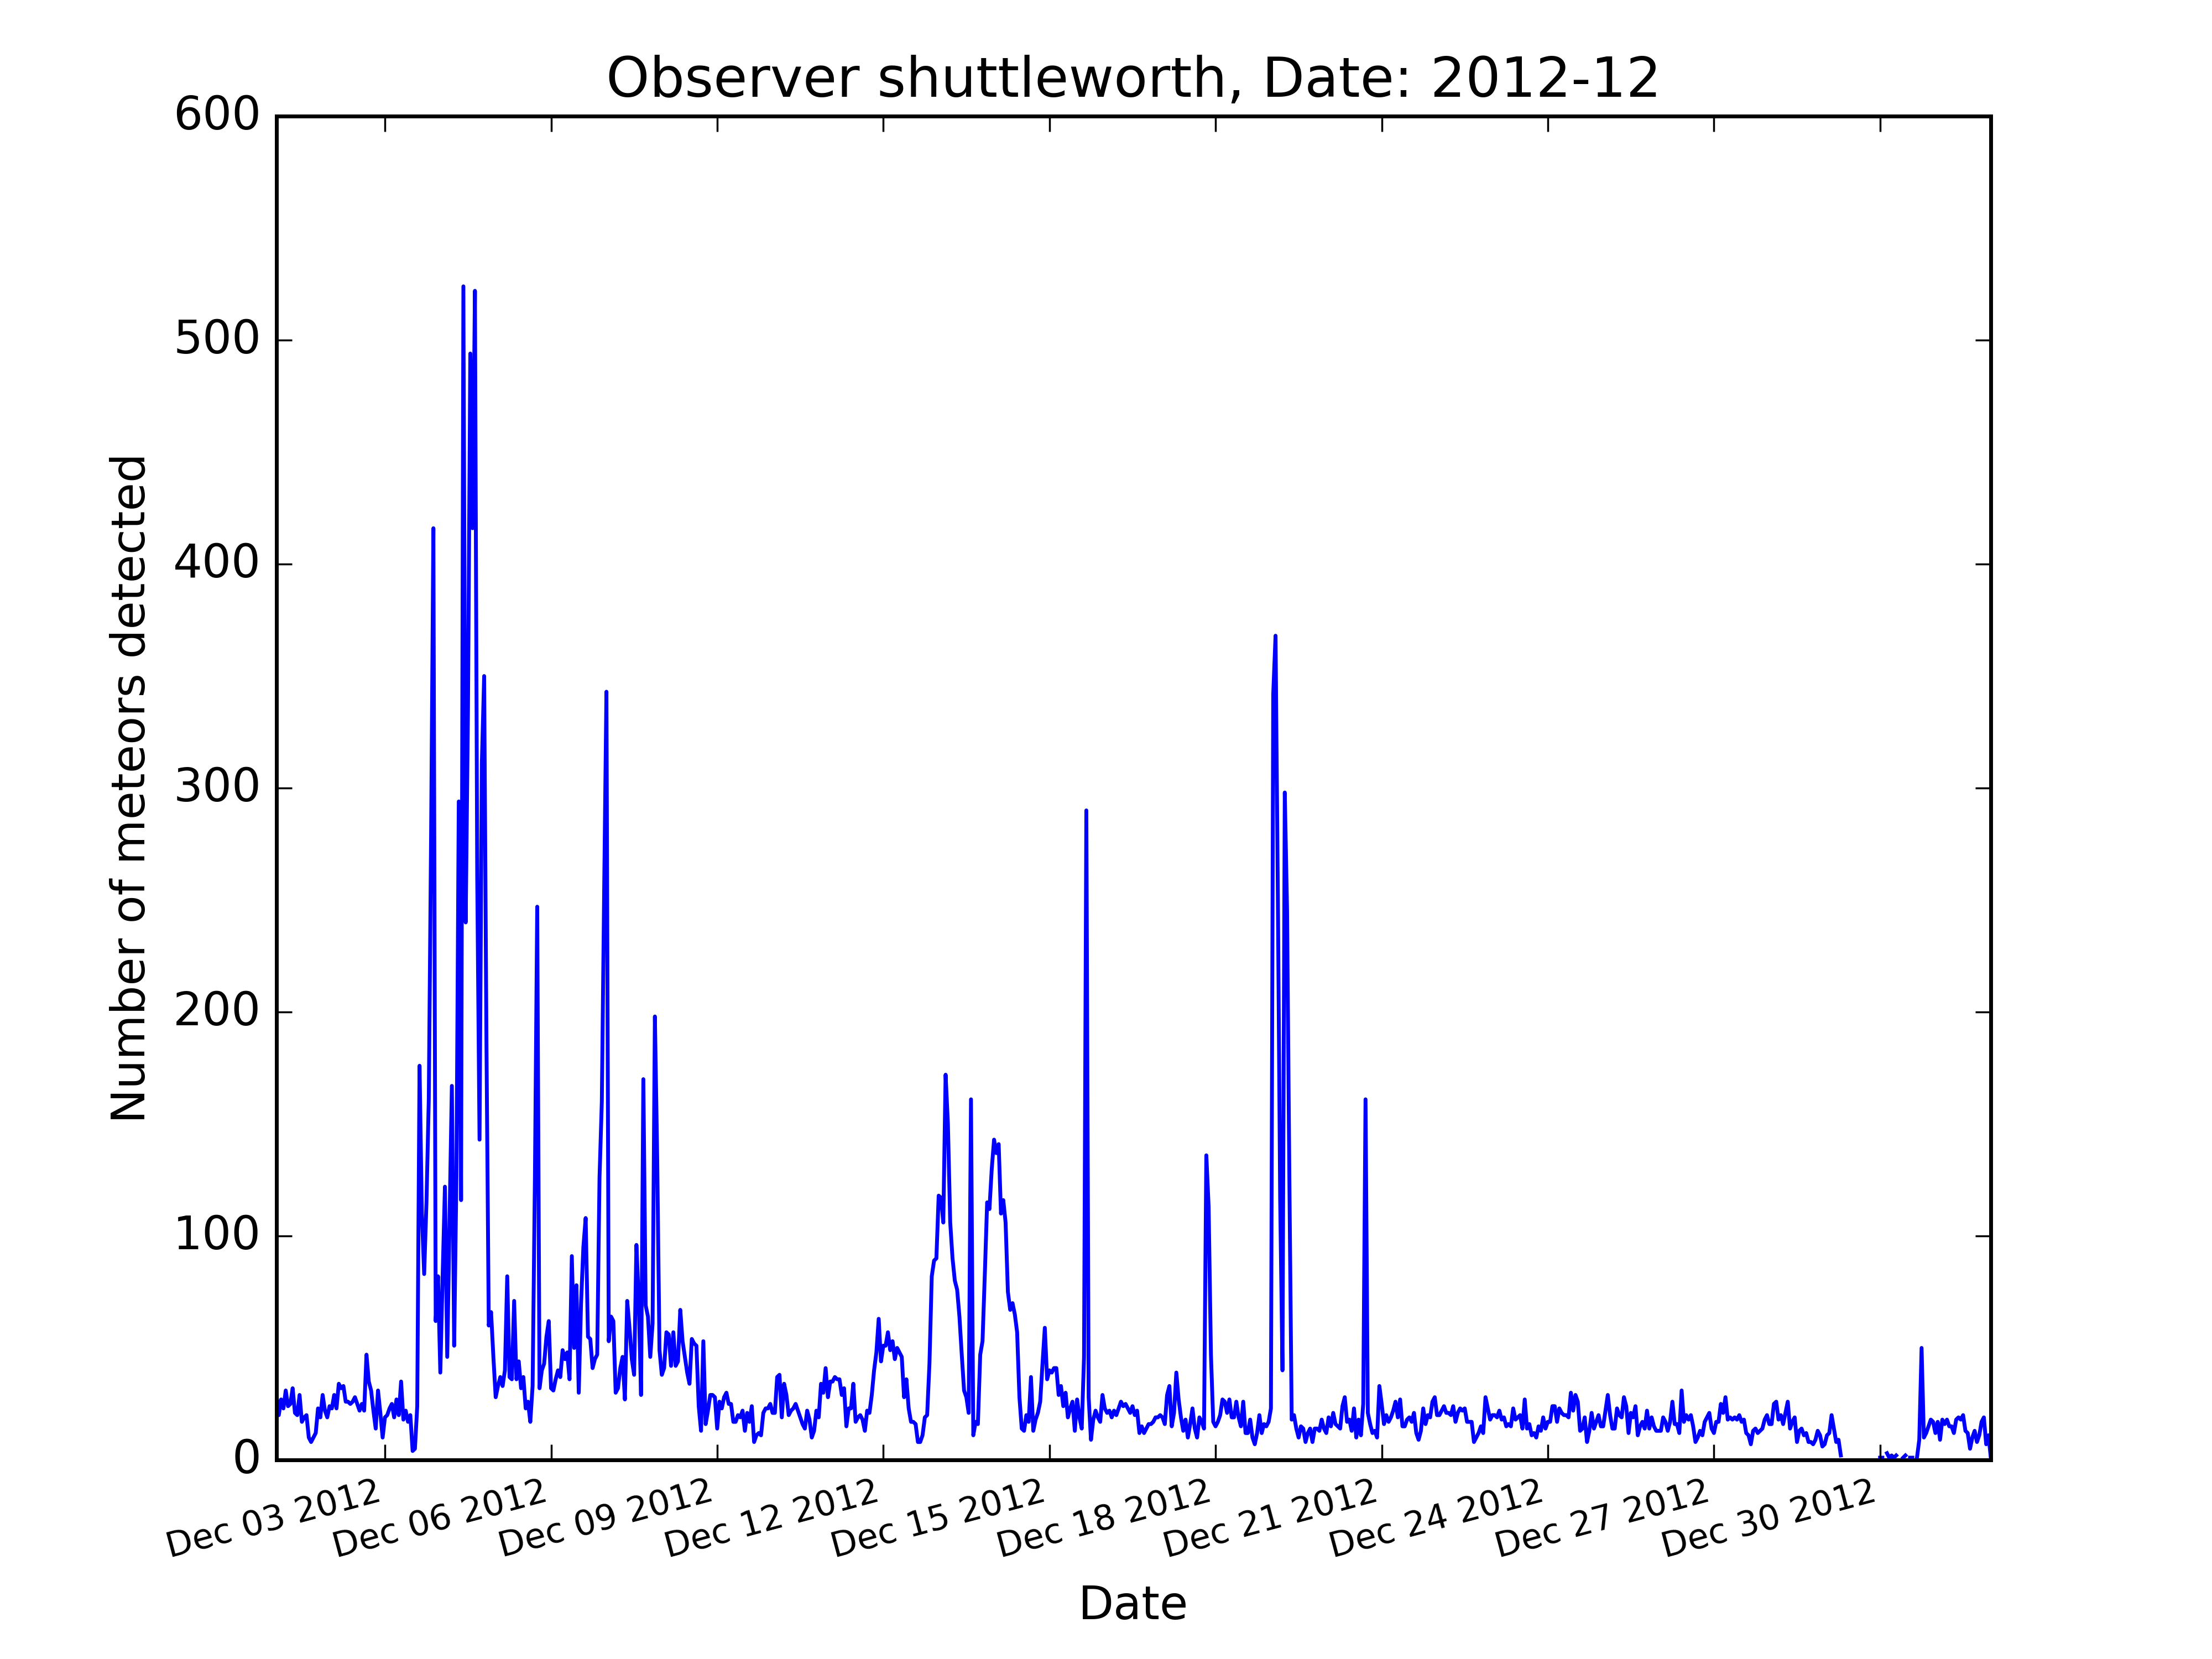 Observer shuttleworth, Date: 2012-12
600
500
400
300
200
100
0
Number of meteors detected
Dec 03 2012
Dec 06 2012
Dec 09 2012
Dec 12 2012
Dec 15 2012
Dec 18 2012
Dec 21 2012
Dec 24 2012
Dec 27 2012
Dec 30 2012
Date